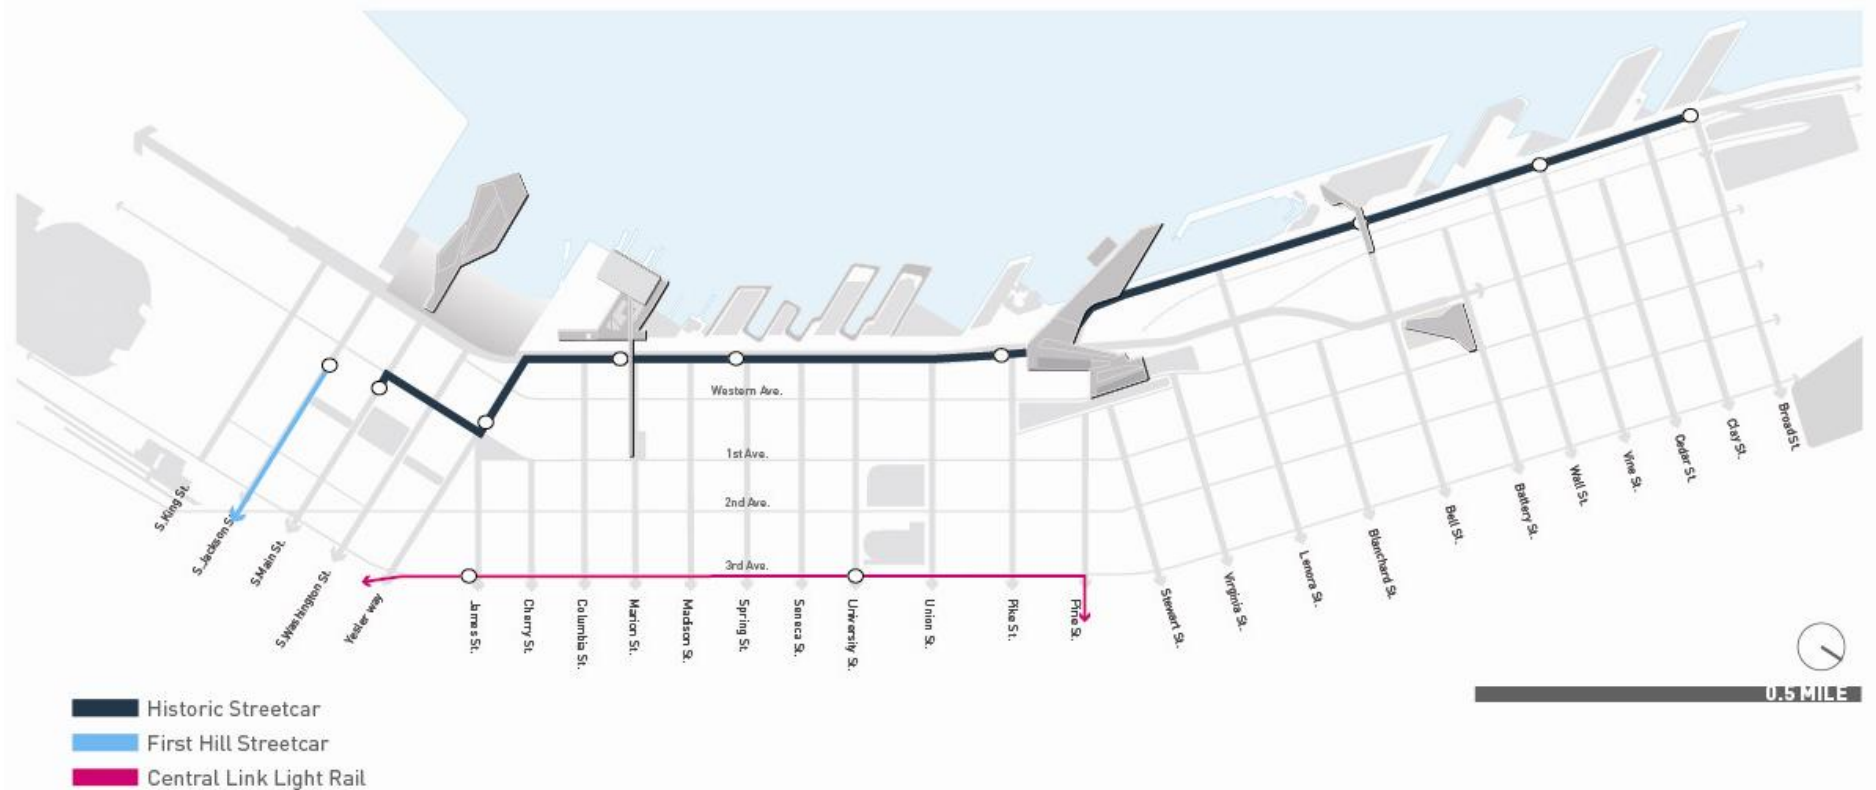 Western Ave.
1st Ave.
2nd Ave.
3rd Ave.
S.King St.
S.Jackson St.
S.Main St.
S.Washington St.
Yesler way
James St.
Cherry St.
Columbia St.
Marion St.
Madison St.
Spring St.
Seneca St.
University St.
Union St.
Pike St.
Pine St.
Stewart St.
Virginia St.
Lenora St.
Blanchard St.
Bell St.
Battery St.
Wall St.
Vine St.
Cedar St.
Clay St.
Broad St.
0.5 MILE
Historic Streetcar
First Hill Streetcar
Central Link Light Rail